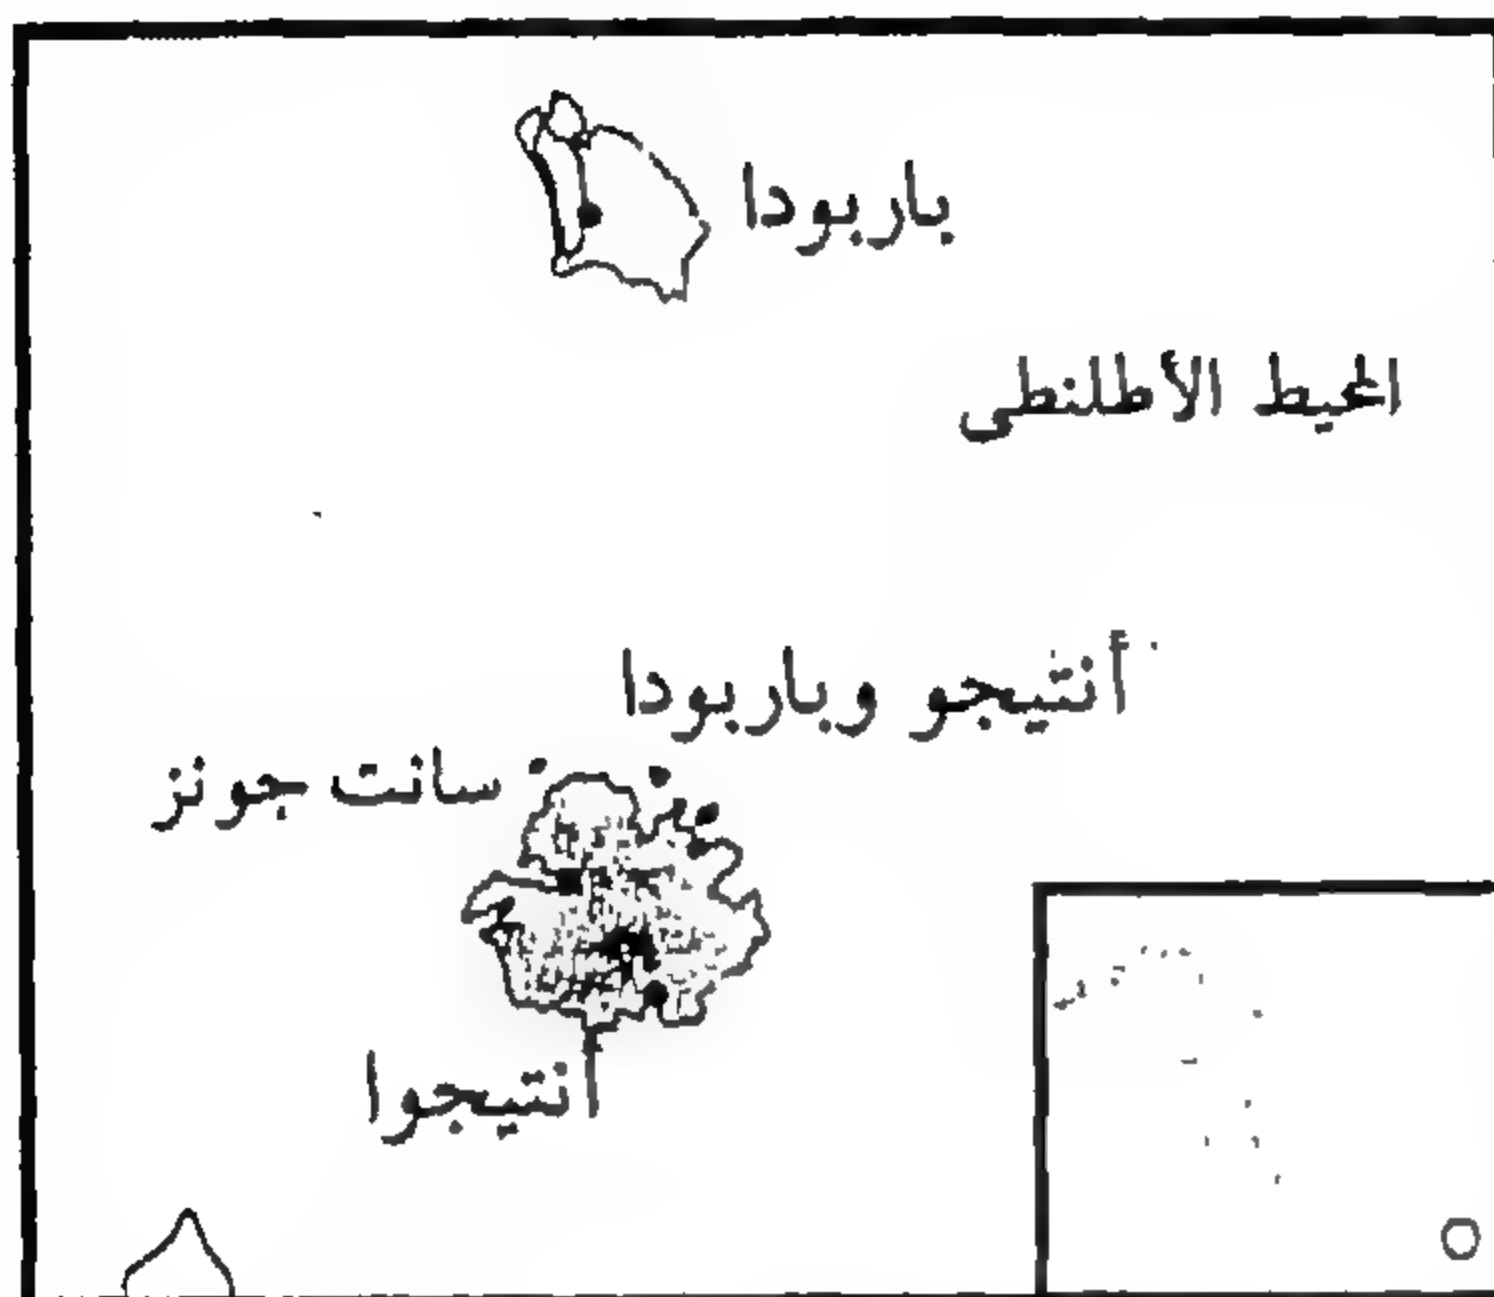 باربودا
المحيط الأطلنطى
أنتيجو وباربودا
سانت جونز
أنتيجوا